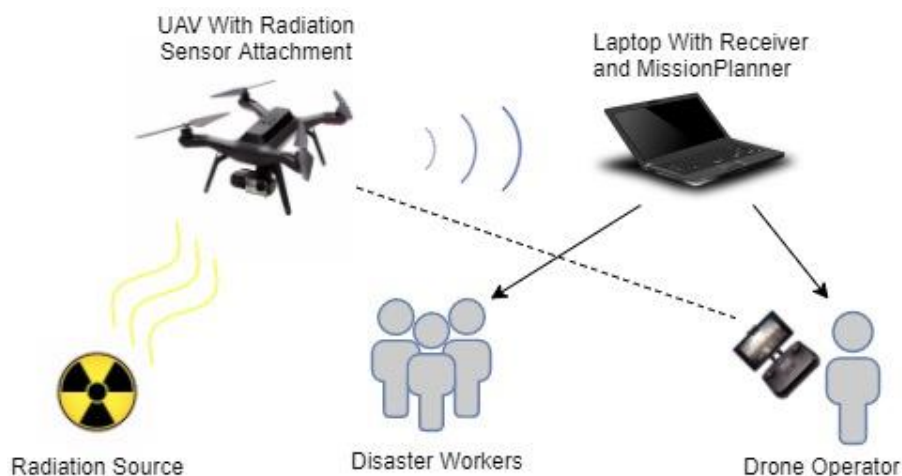 UAV With Radiation
Sensor Attachment
Laptop With Receiver
and MissionPlanner
Radiation Source
Disaster Workers
Drone Operator